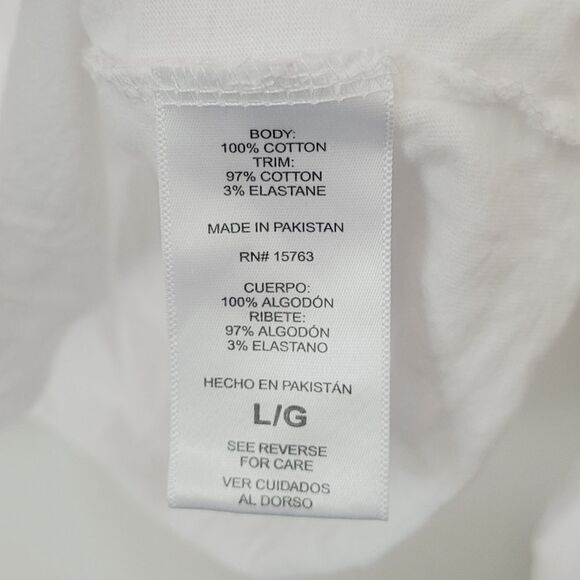 BODY:
100% COTTON
TRIM:
97% COTTON
3% ELASTANE
MADE IN PAKISTAN
RN# 15763
CUERPO:
100% ALGODÓN
RIBETE:
97% ALGODÓN
3% ELASTANO
HECHO EN PAKISTÁN
L/G
SEE REVERSE
FOR CARE
VER CUIDADOS
AL DORSO